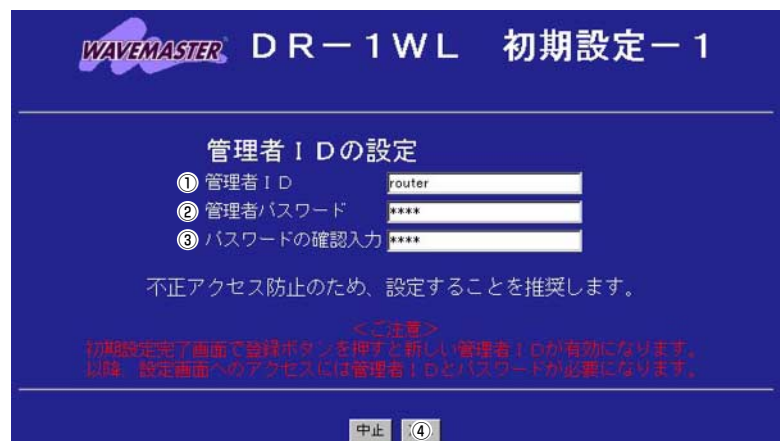 WAVEMASTER DR－1WL 初期設定－1
管理者IDの設定
① 管理者ID router
② 管理者パスワード ****
③ パスワードの確認入力 ****
不正アクセス防止のため、設定することを推奨します。
＜ご注意＞
初期設定完了画面で登録ボタンを押すと新しい管理者IDが有効になります。
以降、設定画面へのアクセスには管理者IDとパスワードが必要になります。
中止 ④